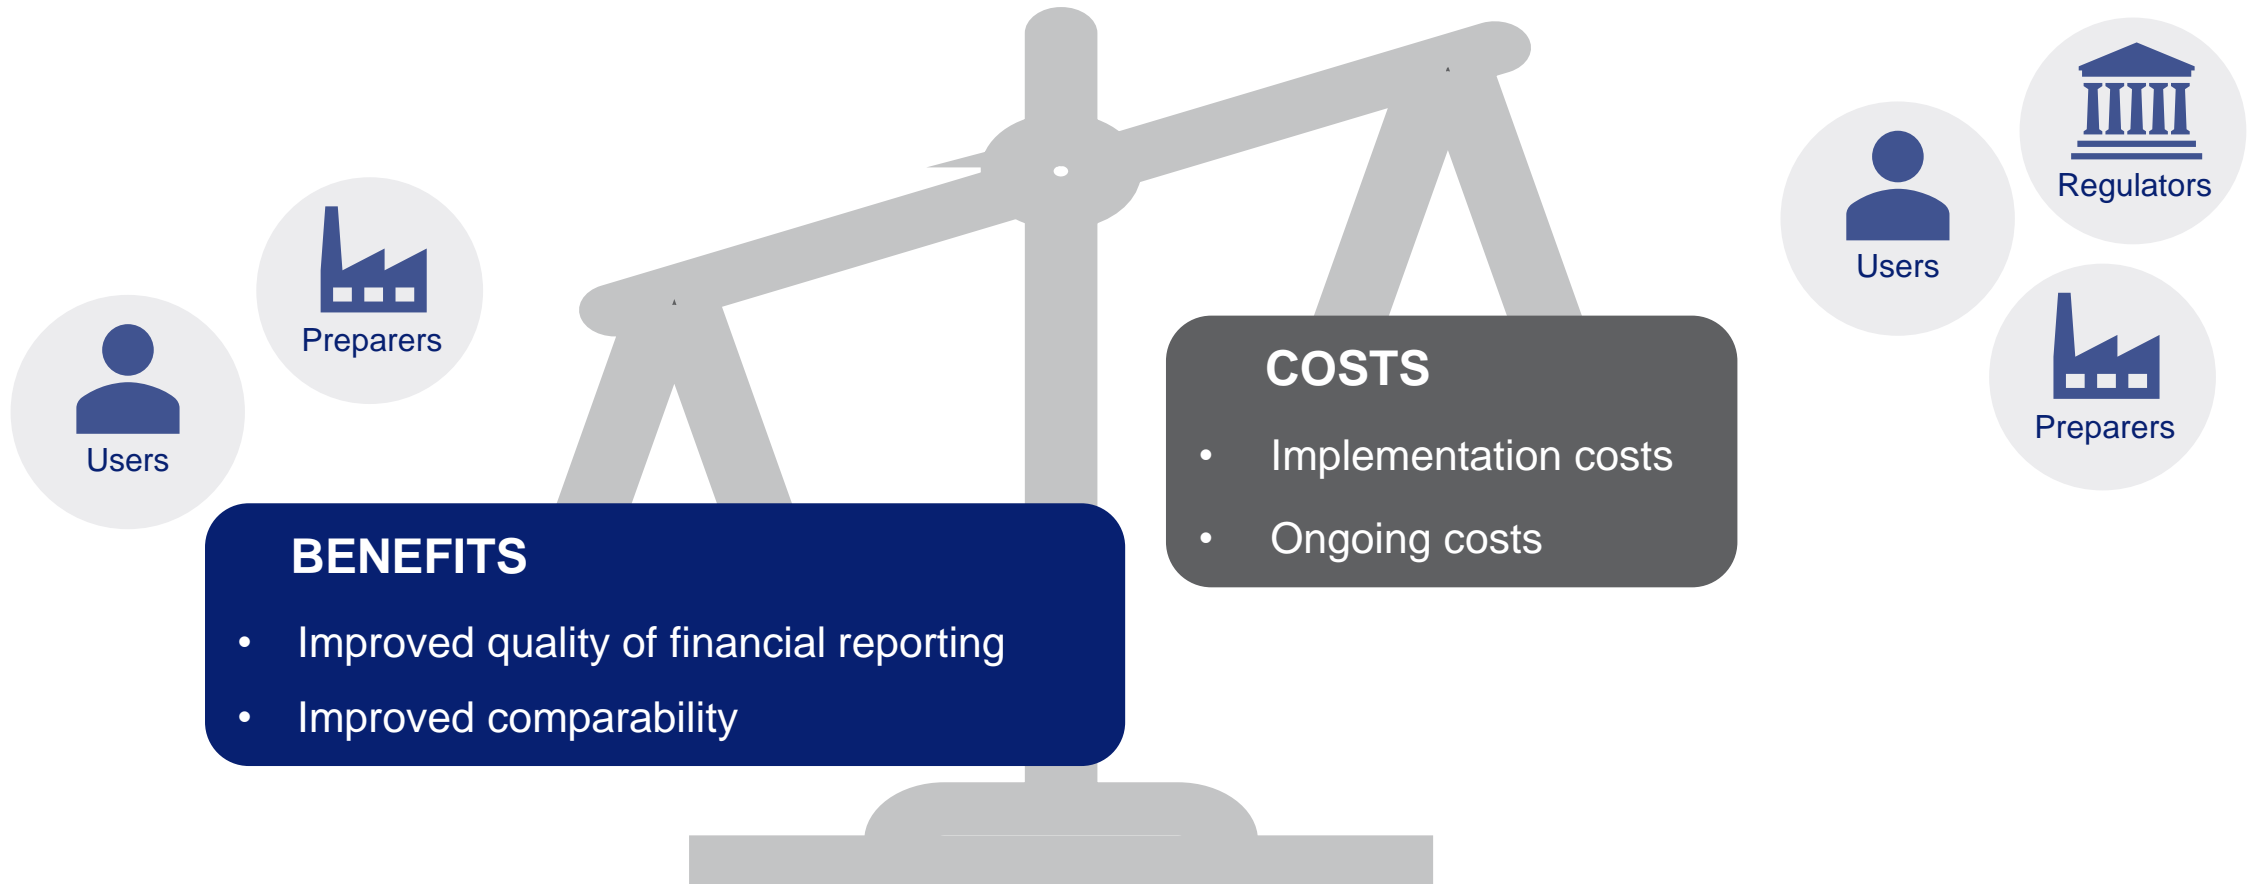 Users
Preparers
BENEFITS
• Improved quality of financial reporting
• Improved comparability
COSTS
• Implementation costs
• Ongoing costs
Users
Regulators
Preparers